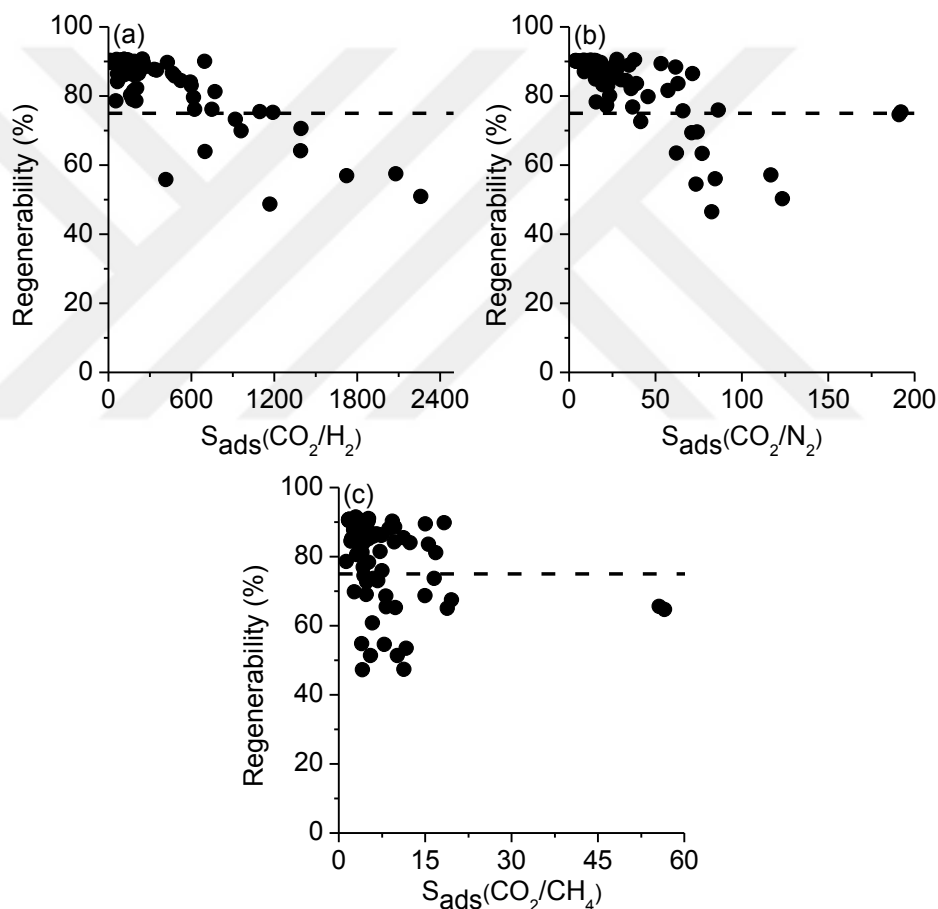 (a)
100
80
60
40
20
0
Regenerability (%)
0 600 1200 1800 2400
Sads(CO2/H2)
(b)
100
80
60
40
20
0
Regenerability (%)
0 50 100 150 200
Sads(CO2/N2)
(c)
100
80
60
40
20
0
Regenerability (%)
0 15 30 45 60
Sads(CO2/CH4)